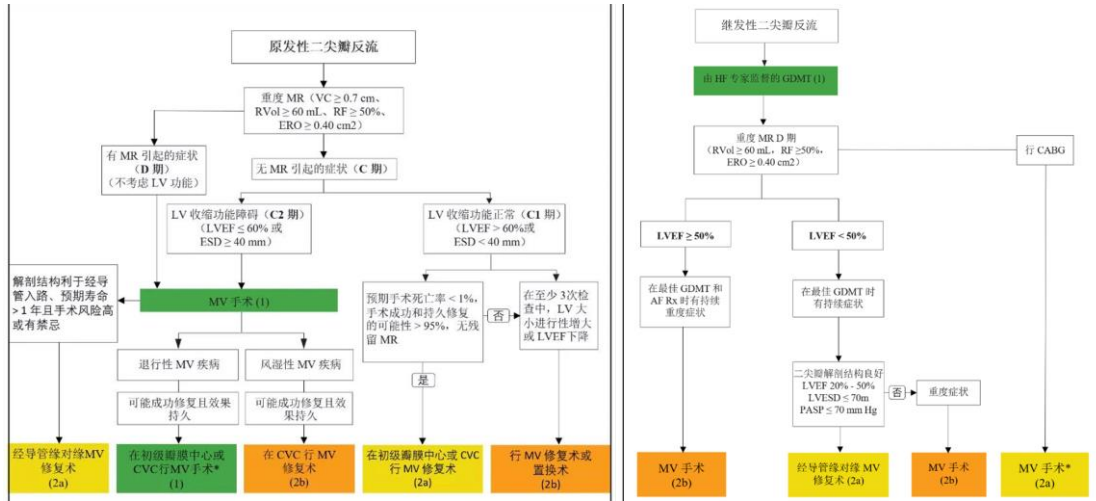 原发性二尖瓣反流
重度 MR（VC ≥ 0.7 cm、
RVol ≥ 60 mL、RF ≥ 50%、
ERO ≥ 0.40 cm2）
有 MR 引起的症状
（D 期）
（不考虑 LV 功能）
无 MR 引起的症状（C 期）
LV 收缩功能障碍（C2 期）
（LVEF ≤ 60% 或
ESD ≥ 40 mm）
LV 收缩功能正常（C1 期）
（LVEF > 60%或
ESD < 40 mm）
解剖结构利于经导
管入路、预期寿命
> 1 年且手术风险高
或有禁忌
MV 手术 (1)
预期手术死亡率 < 1%，
手术成功和持久修复
的可能性 > 95%，无残
留 MR
否
在至少 3次检
查中，LV 大
小进行性增大
或 LVEF下降
退行性 MV 疾病
风湿性 MV 疾病
是
可能成功修复且效果
持久
可能成功修复且效果
持久
经导管缘对缘MV
修复术
(2a)
在初级瓣膜中心或
CVC行MV手术*
(1)
在 CVC 行 MV
修复术
(2b)
在初级瓣膜中心或 CVC
行 MV 修复术
(2a)
行 MV 修复术或
置换术
(2b)
继发性二尖瓣反流
由 HF 专家监督的 GDMT (1)
重度 MR D 期
（RVol ≥ 60 mL，RF ≥50%，
ERO ≥ 0.40 cm2）
行 CABG
LVEF ≥ 50%
LVEF < 50%
在最佳 GDMT 和
AF Rx 时有持续
重度症状
在最佳 GDMT 时
有持续症状
二尖瓣解剖结构良好
LVEF 20% - 50%
LVESD ≤ 70m
PASP ≤ 70 mm Hg
否
重度症状
MV 手术
(2b)
经导管缘对缘 MV
修复术 (2a)
MV 手术
(2b)
MV 手术*
(2a)